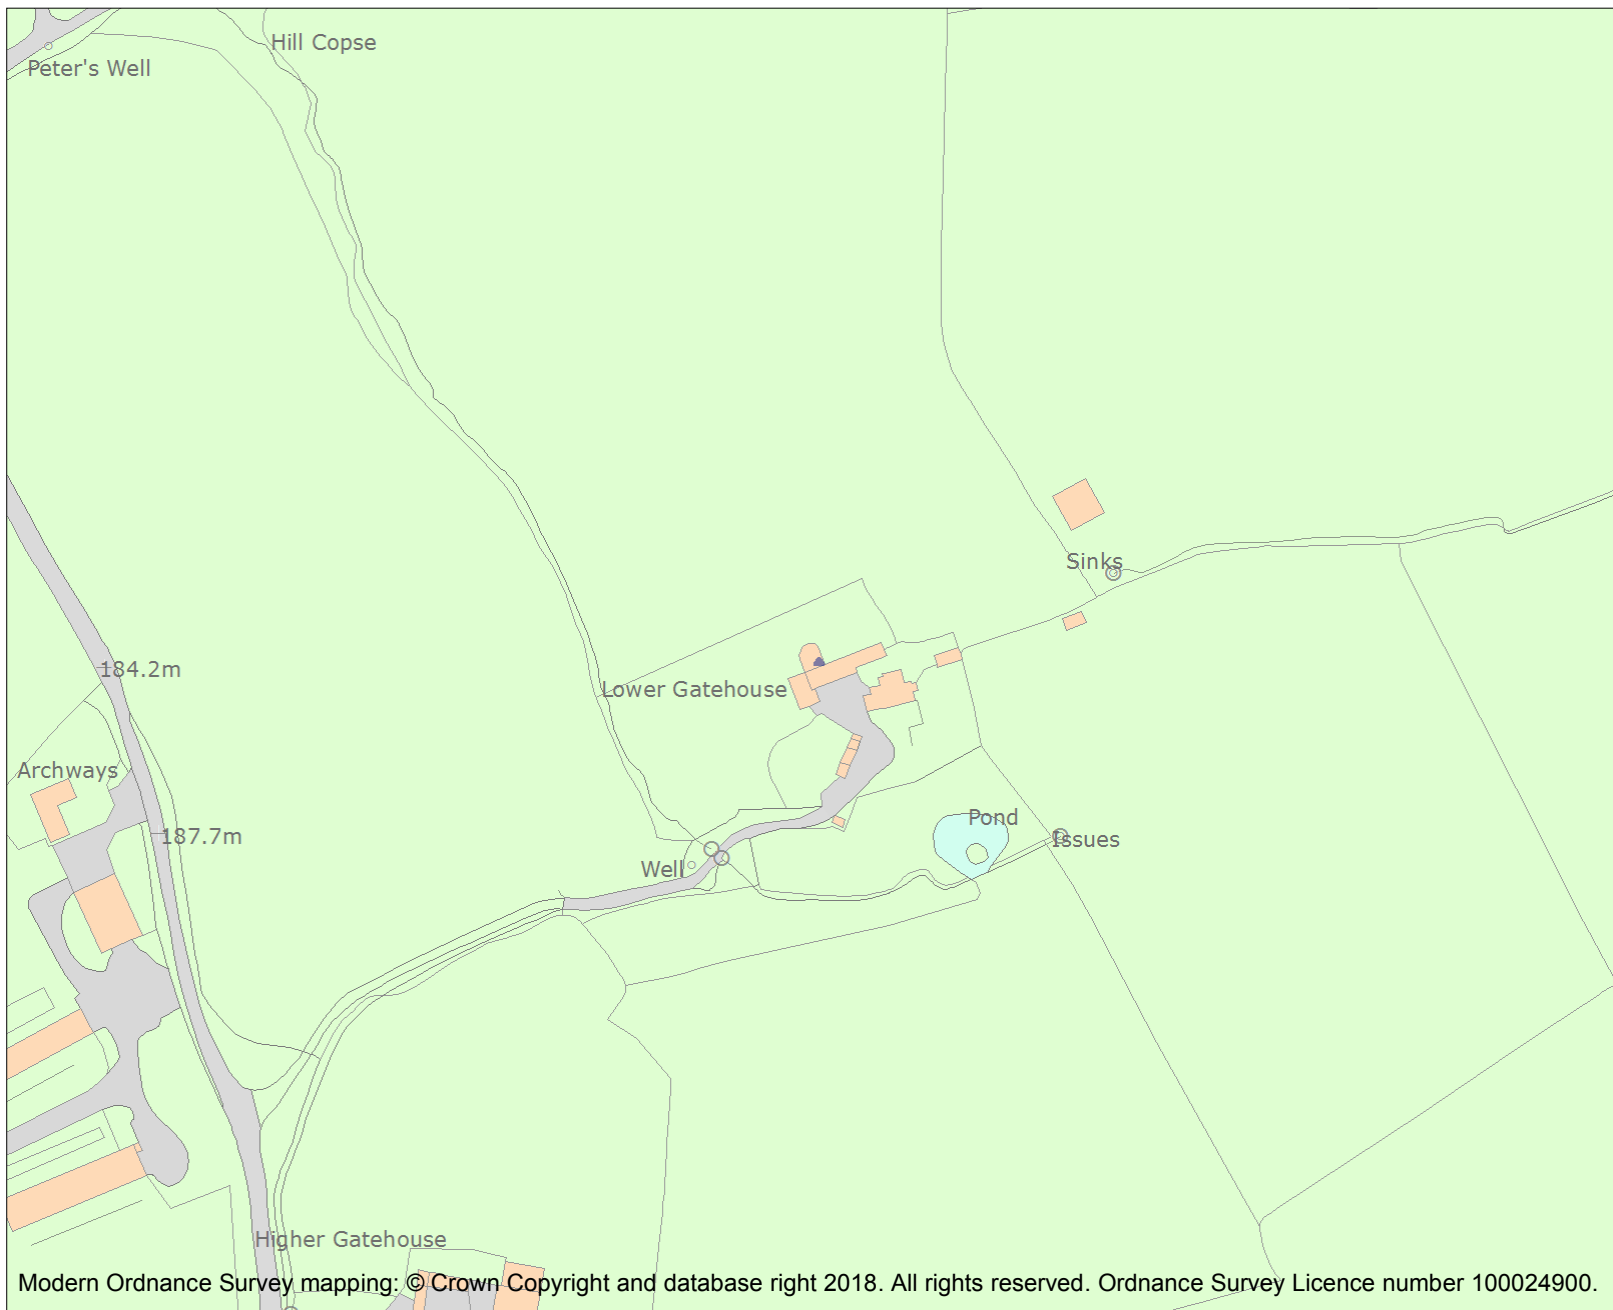 Hill Copse
Peter's Well
Sinks
184.2m
Lower Gatehouse
Archways
Pond
187.7m
Issues
Well
Higher Gatehouse
Modern Ordnance Survey mapping: © Crown Copyright and database right 2018. All rights reserved. Ordnance Survey Licence number 100024900.